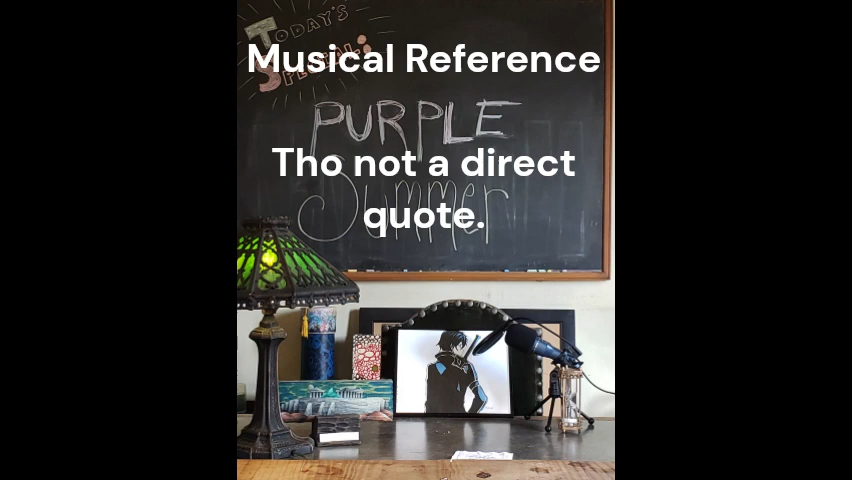 TODAY'S
Musical Reference
SPECIAL:
PURPLE
Tho not a direct
Summer
quote.